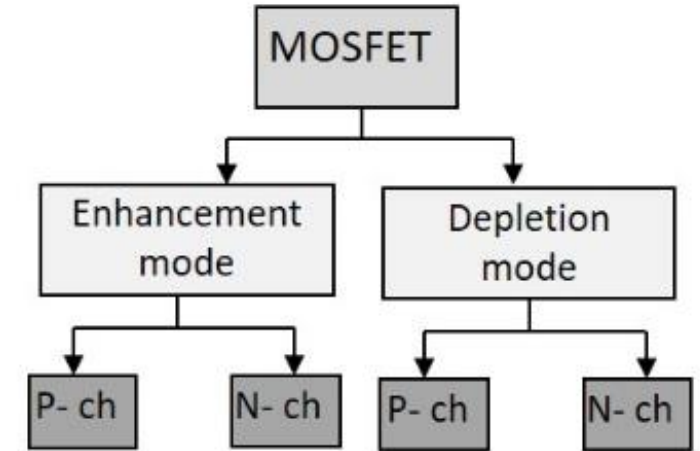 MOSFET
Enhancement
mode
Depletion
mode
P- ch
N- ch
P- ch
N- ch